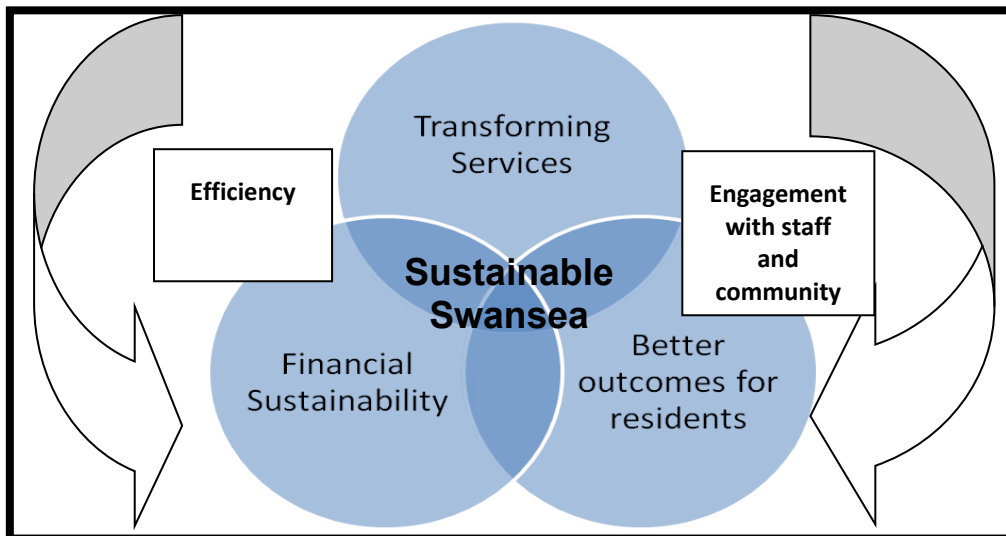 Transforming
Services
Efficiency
Engagement
with staff
and
community
Sustainable
Swansea
Financial
Sustainability
Better
outcomes for
residents